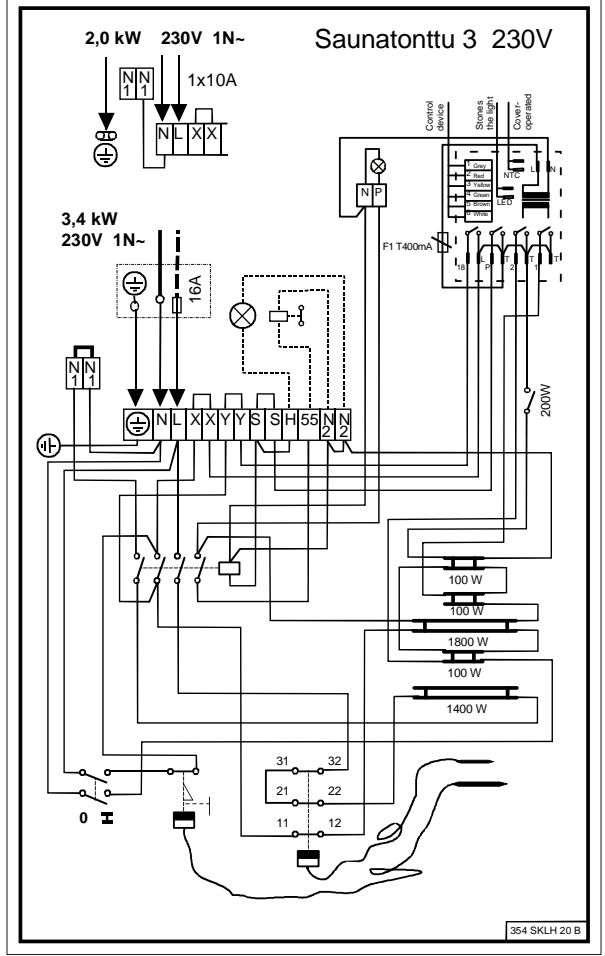 2,0 kW 230V 1N~
Saunatonttu 3 230V
N 1 N 1
1x10A
N L X X
Control device
Stones the light
Cover- operated
1 Grey
2 Red
3 Yellow
4 Green
5 Brown
6 White
NTC
LED
L N
N P
F1 T400mA
18 L P T 2 T 1 T
3,4 kW
230V 1N~
16A
N 1 N 1
N L X X Y Y S S H 55 N 2 N 2
200W
100 W
100 W
1800 W
100 W
1400 W
31 32
21 22
11 12
0 I
354 SKLH 20 B